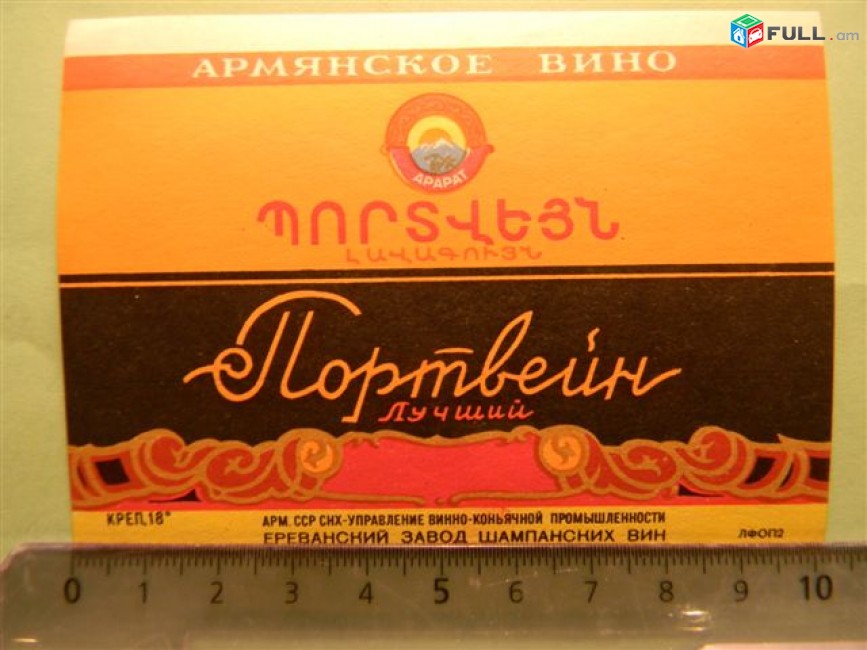 FULL.am
АРМЯНСКОЕ ВИНО
АРАРАТ
ՊՈՐՏՎԵՅՆ
ԼԱՎԱԳՈՒՅՆ
Портвейн
Лучший
КРЕП. 18°
АРМ. ССР СНХ-УПРАВЛЕНИЕ ВИННО-КОНЬЯЧНОЙ ПРОМЫШЛЕННОСТИ
ЕРЕВАНСКИЙ ЗАВОД ШАМПАНСКИХ ВИН
ЛФОП2
0 1 2 3 4 5 6 7 8 9 10